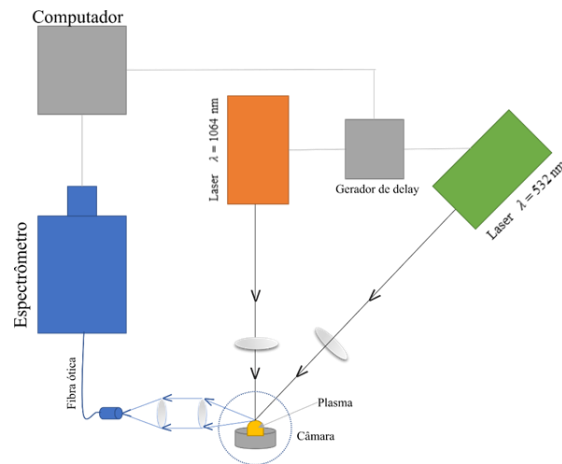 Computador
Laser λ = 1064 nm
Gerador de delay
Laser λ = 532 nm
Espectrômetro
Fibra ótica
Plasma
Câmara